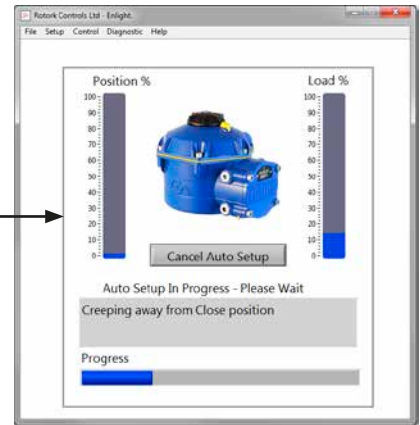 Rotork Controls Ltd - Enlight.
File Setup Control Diagnostic Help
Position %
Load %
100
90
80
70
60
50
40
30
20
10
0
100
90
80
70
60
50
40
30
20
10
0
Cancel Auto Setup
Auto Setup In Progress - Please Wait
Creeping away from Close position
Progress